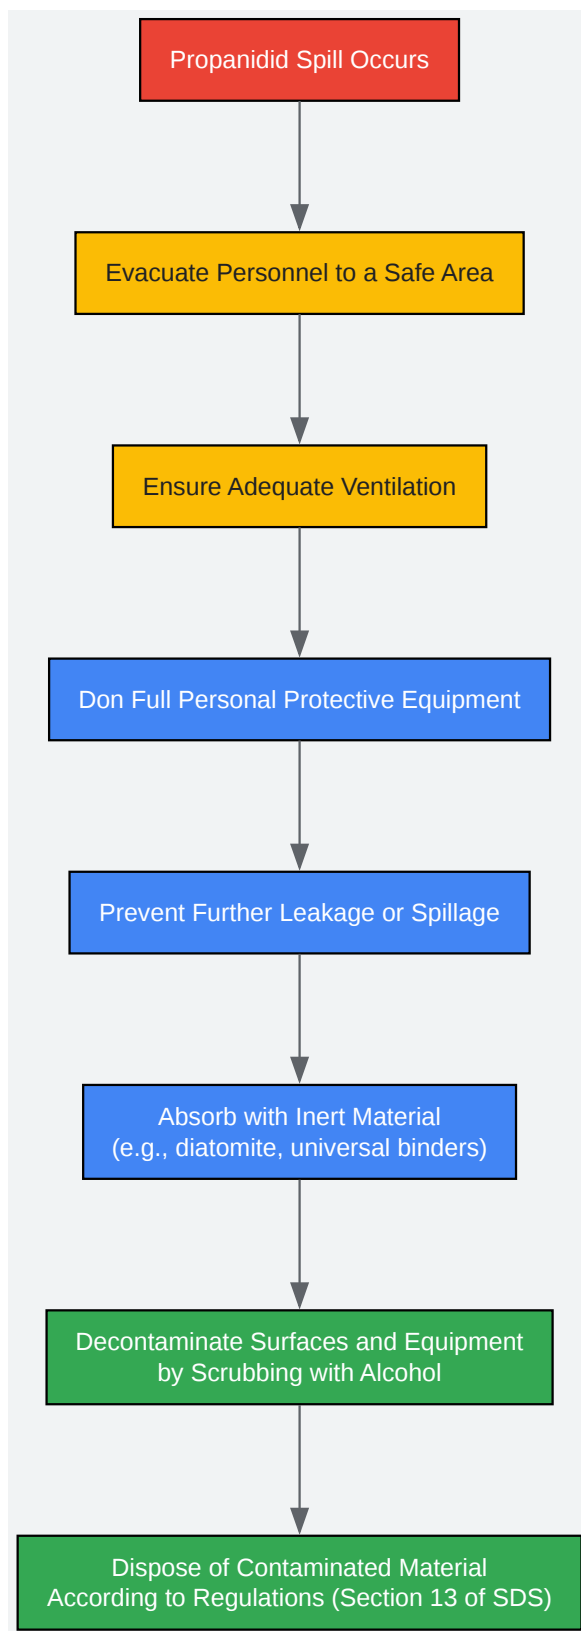 Propanidid Spill Occurs
Evacuate Personnel to a Safe Area
Ensure Adequate Ventilation
Don Full Personal Protective Equipment
Prevent Further Leakage or Spillage
Absorb with Inert Material
(e.g., diatomite, universal binders)
Decontaminate Surfaces and Equipment
by Scrubbing with Alcohol
Dispose of Contaminated Material
According to Regulations (Section 13 of SDS)